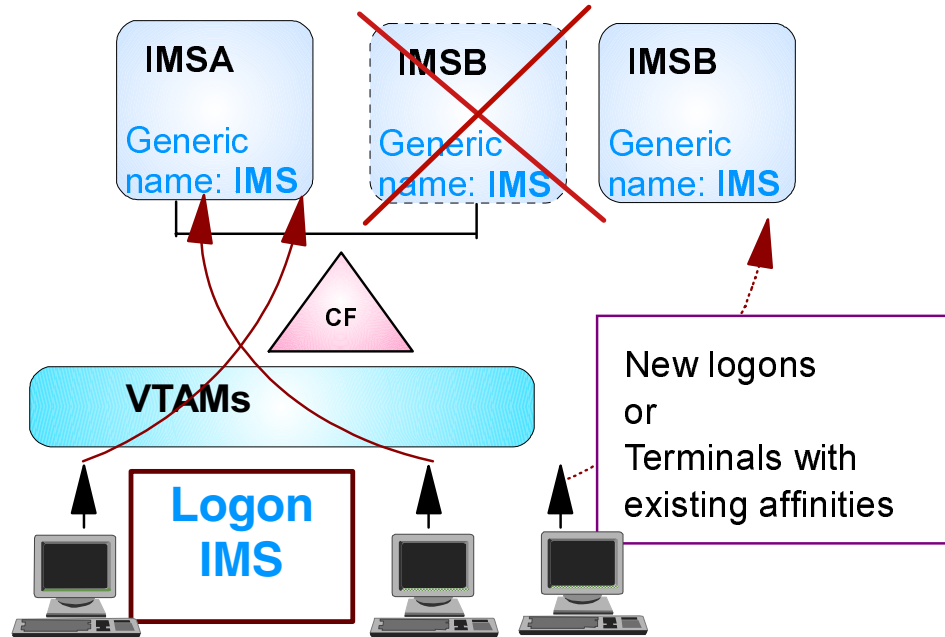 IMSA
Generic
name: IMS
IMSB
Generic
name: IMS
IMSB
Generic
name: IMS
CF
VTAMs
Logon
IMS
New logons
or
Terminals with
existing affinities